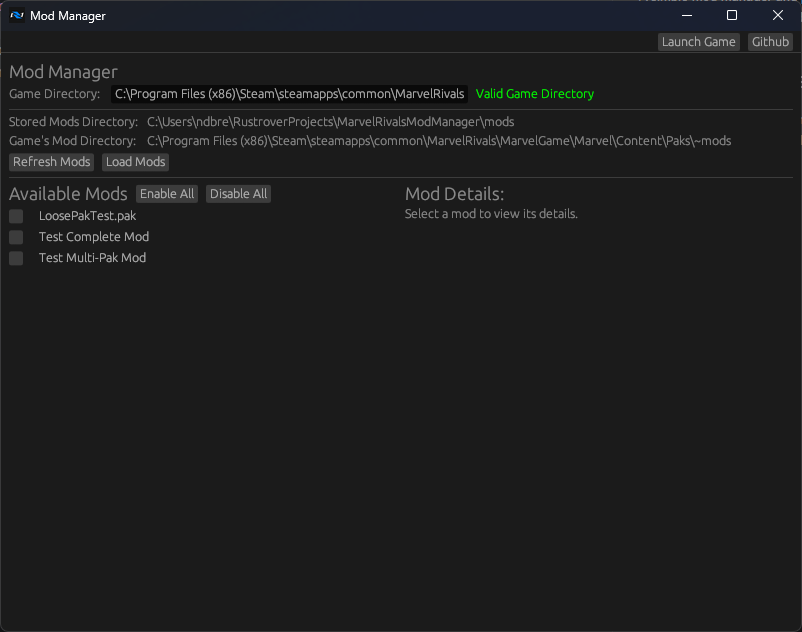 Mod Manager
Launch Game Github
Mod Manager
Game Directory: C:\Program Files (x86)\Steam\steamapps\common\MarvelRivals Valid Game Directory
Stored Mods Directory: C:\Users\ndbre\RustroverProjects\MarvelRivalsModManager\mods
Game's Mod Directory: C:\Program Files (x86)\Steam\steamapps\common\MarvelRivals\MarvelGame\Marvel\Content\Paks\~mods
Refresh Mods Load Mods
Available Mods Enable All Disable All Mod Details:
LoosePakTest.pak Select a mod to view its details.
Test Complete Mod
Test Multi-Pak Mod